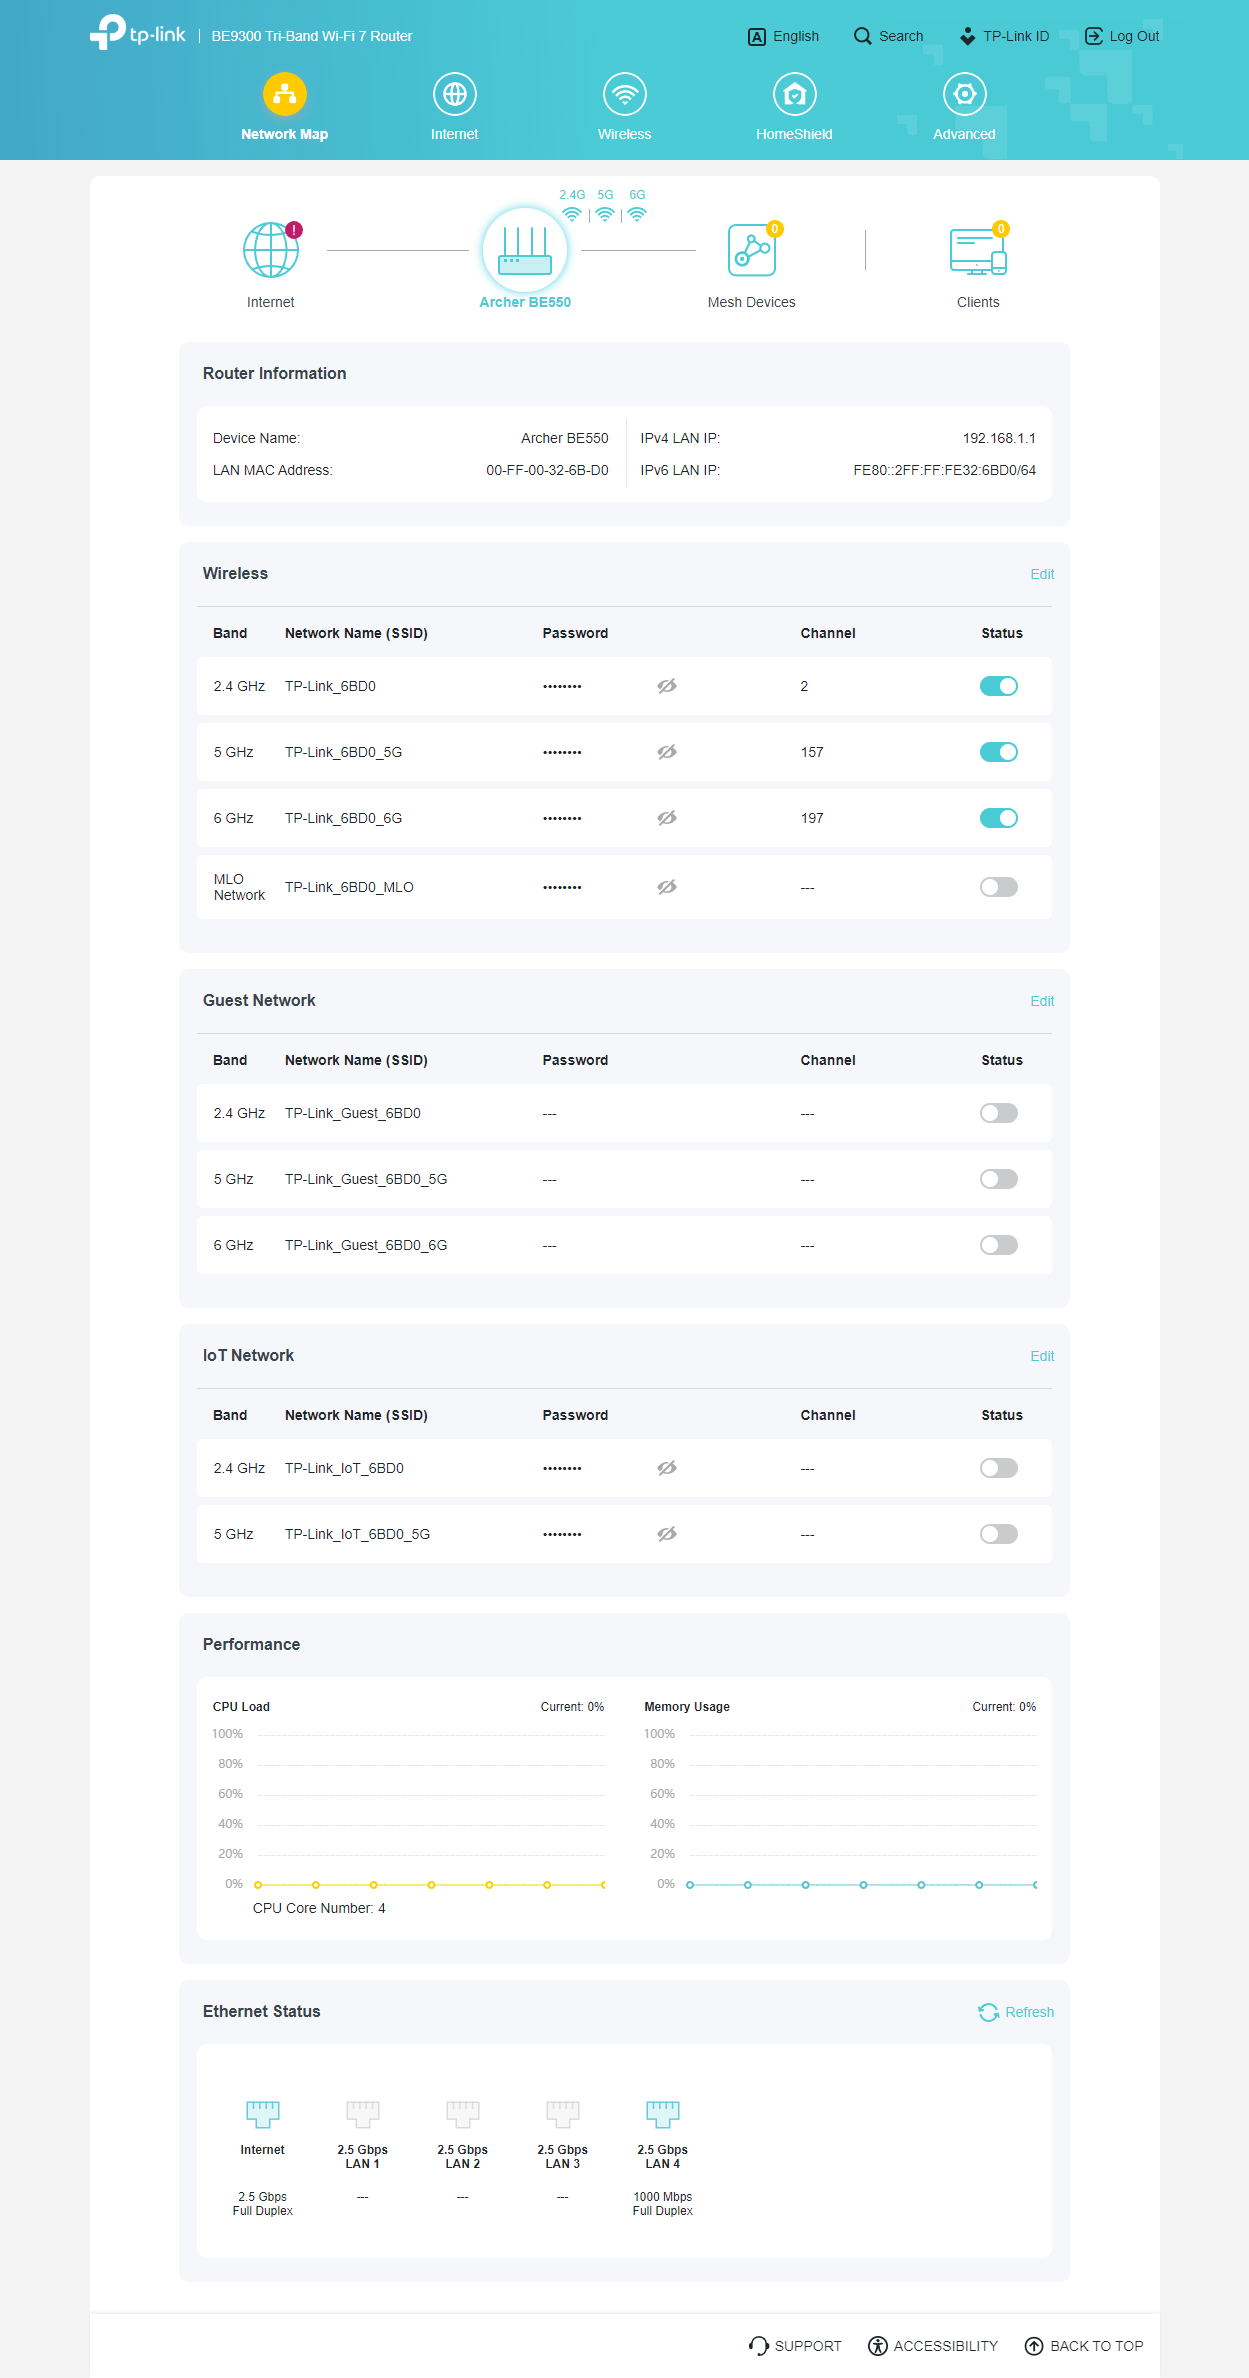 tp-link | BE9300 Tri-Band Wi-Fi 7 Router
A English Search TP-Link ID Log Out
Network Map Internet Wireless HomeShield Advanced
2.4G 5G 6G
! 0 0
Internet Archer BE550 Mesh Devices Clients
Router Information
Device Name: Archer BE550 IPv4 LAN IP: 192.168.1.1
LAN MAC Address: 00-FF-00-32-6B-D0 IPv6 LAN IP: FE80::2FF:FF:FE32:6BD0/64
Wireless Edit
Band Network Name (SSID) Password Channel Status
2.4 GHz TP-Link_6BD0 •••••••• 2
5 GHz TP-Link_6BD0_5G •••••••• 157
6 GHz TP-Link_6BD0_6G •••••••• 197
MLO Network TP-Link_6BD0_MLO •••••••• ---
Guest Network Edit
Band Network Name (SSID) Password Channel Status
2.4 GHz TP-Link_Guest_6BD0 --- ---
5 GHz TP-Link_Guest_6BD0_5G --- ---
6 GHz TP-Link_Guest_6BD0_6G --- ---
IoT Network Edit
Band Network Name (SSID) Password Channel Status
2.4 GHz TP-Link_IoT_6BD0 •••••••• ---
5 GHz TP-Link_IoT_6BD0_5G •••••••• ---
Performance
CPU Load Current: 0% Memory Usage Current: 0%
100% 100%
80% 80%
60% 60%
40% 40%
20% 20%
0% 0%
CPU Core Number: 4
Ethernet Status Refresh
Internet 2.5 Gbps 2.5 Gbps 2.5 Gbps 2.5 Gbps
LAN 1 LAN 2 LAN 3 LAN 4
2.5 Gbps --- --- --- 1000 Mbps
Full Duplex Full Duplex
SUPPORT ACCESSIBILITY BACK TO TOP